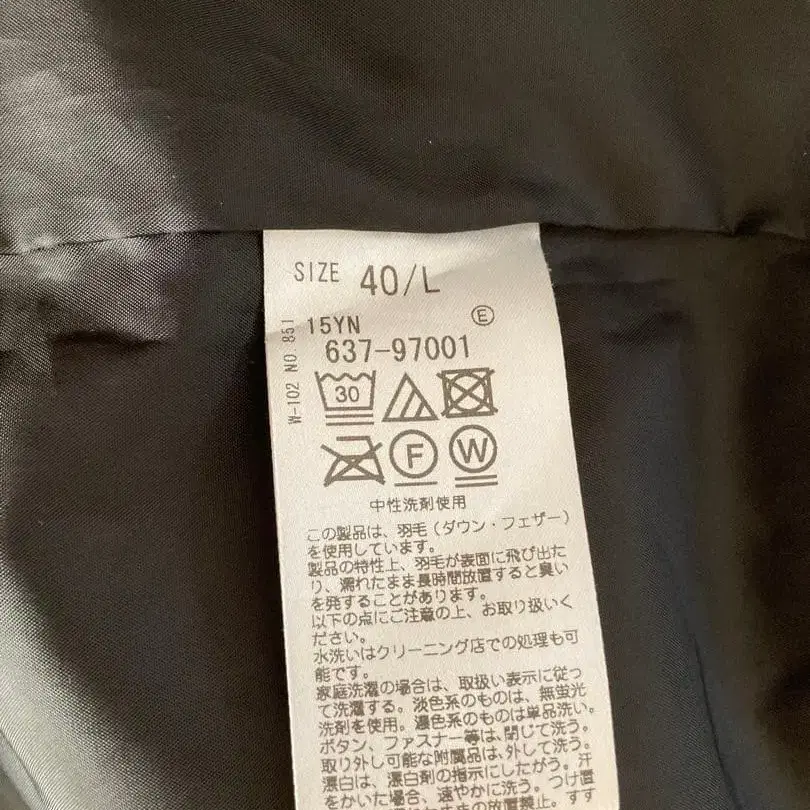 SIZE 40/L
W-102 NO.851
15YN Ⓔ
637-97001
30
F W
中性洗剤使用
この製品は、羽毛(ダウン・フェザー)
を使用しています。
製品の特性上、羽毛が表面に飛び出た
り、濡れたまま長時間放置すると臭い
を発することがあります。
以下の点にご注意の上、お取り扱いく
ださい。
水洗いはクリーニング店での処理も可
能です。
家庭洗濯の場合は、取扱い表示に従っ
て洗濯する。淡色系のものは、無蛍光
洗剤を使用。濃色系のものは単品洗い。
ボタン、ファスナー等は、閉じて洗う。
取り外し可能な附属品は、外して洗う。
漂白は、漂白剤の指示にしたがう。汗
をかいた場合、速やかに洗う。つけ置
の放置禁止。すす